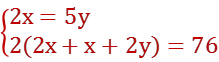 2x = 5y
2(2x + x + 2y) = 76